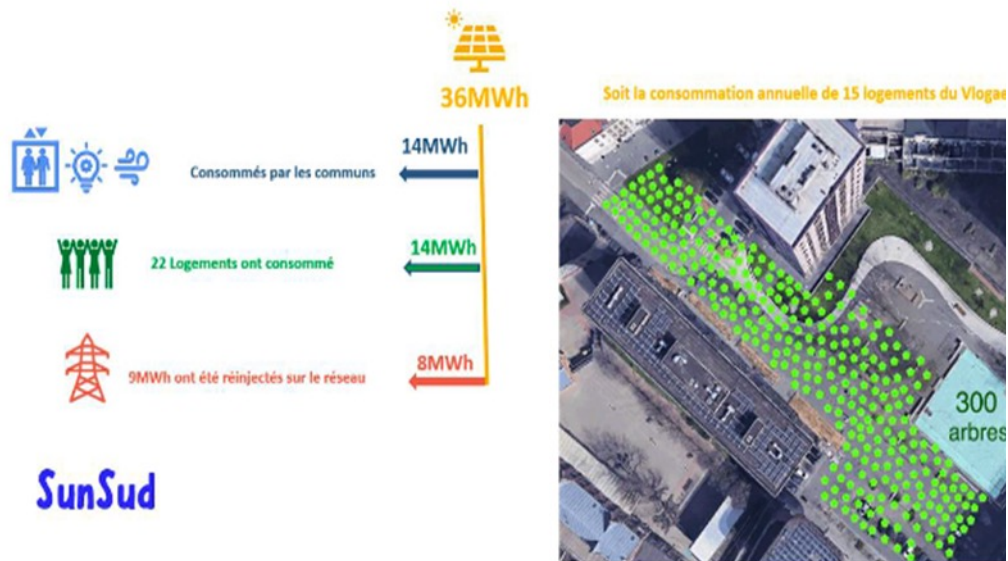 36MWh
Soit la consommation annuelle de 15 logements du Vlogae
14MWh
Consommés par les communs
14MWh
22 Logements ont consommé
8MWh
9MWh ont été réinjectés sur le réseau
300
arbres
SunSud